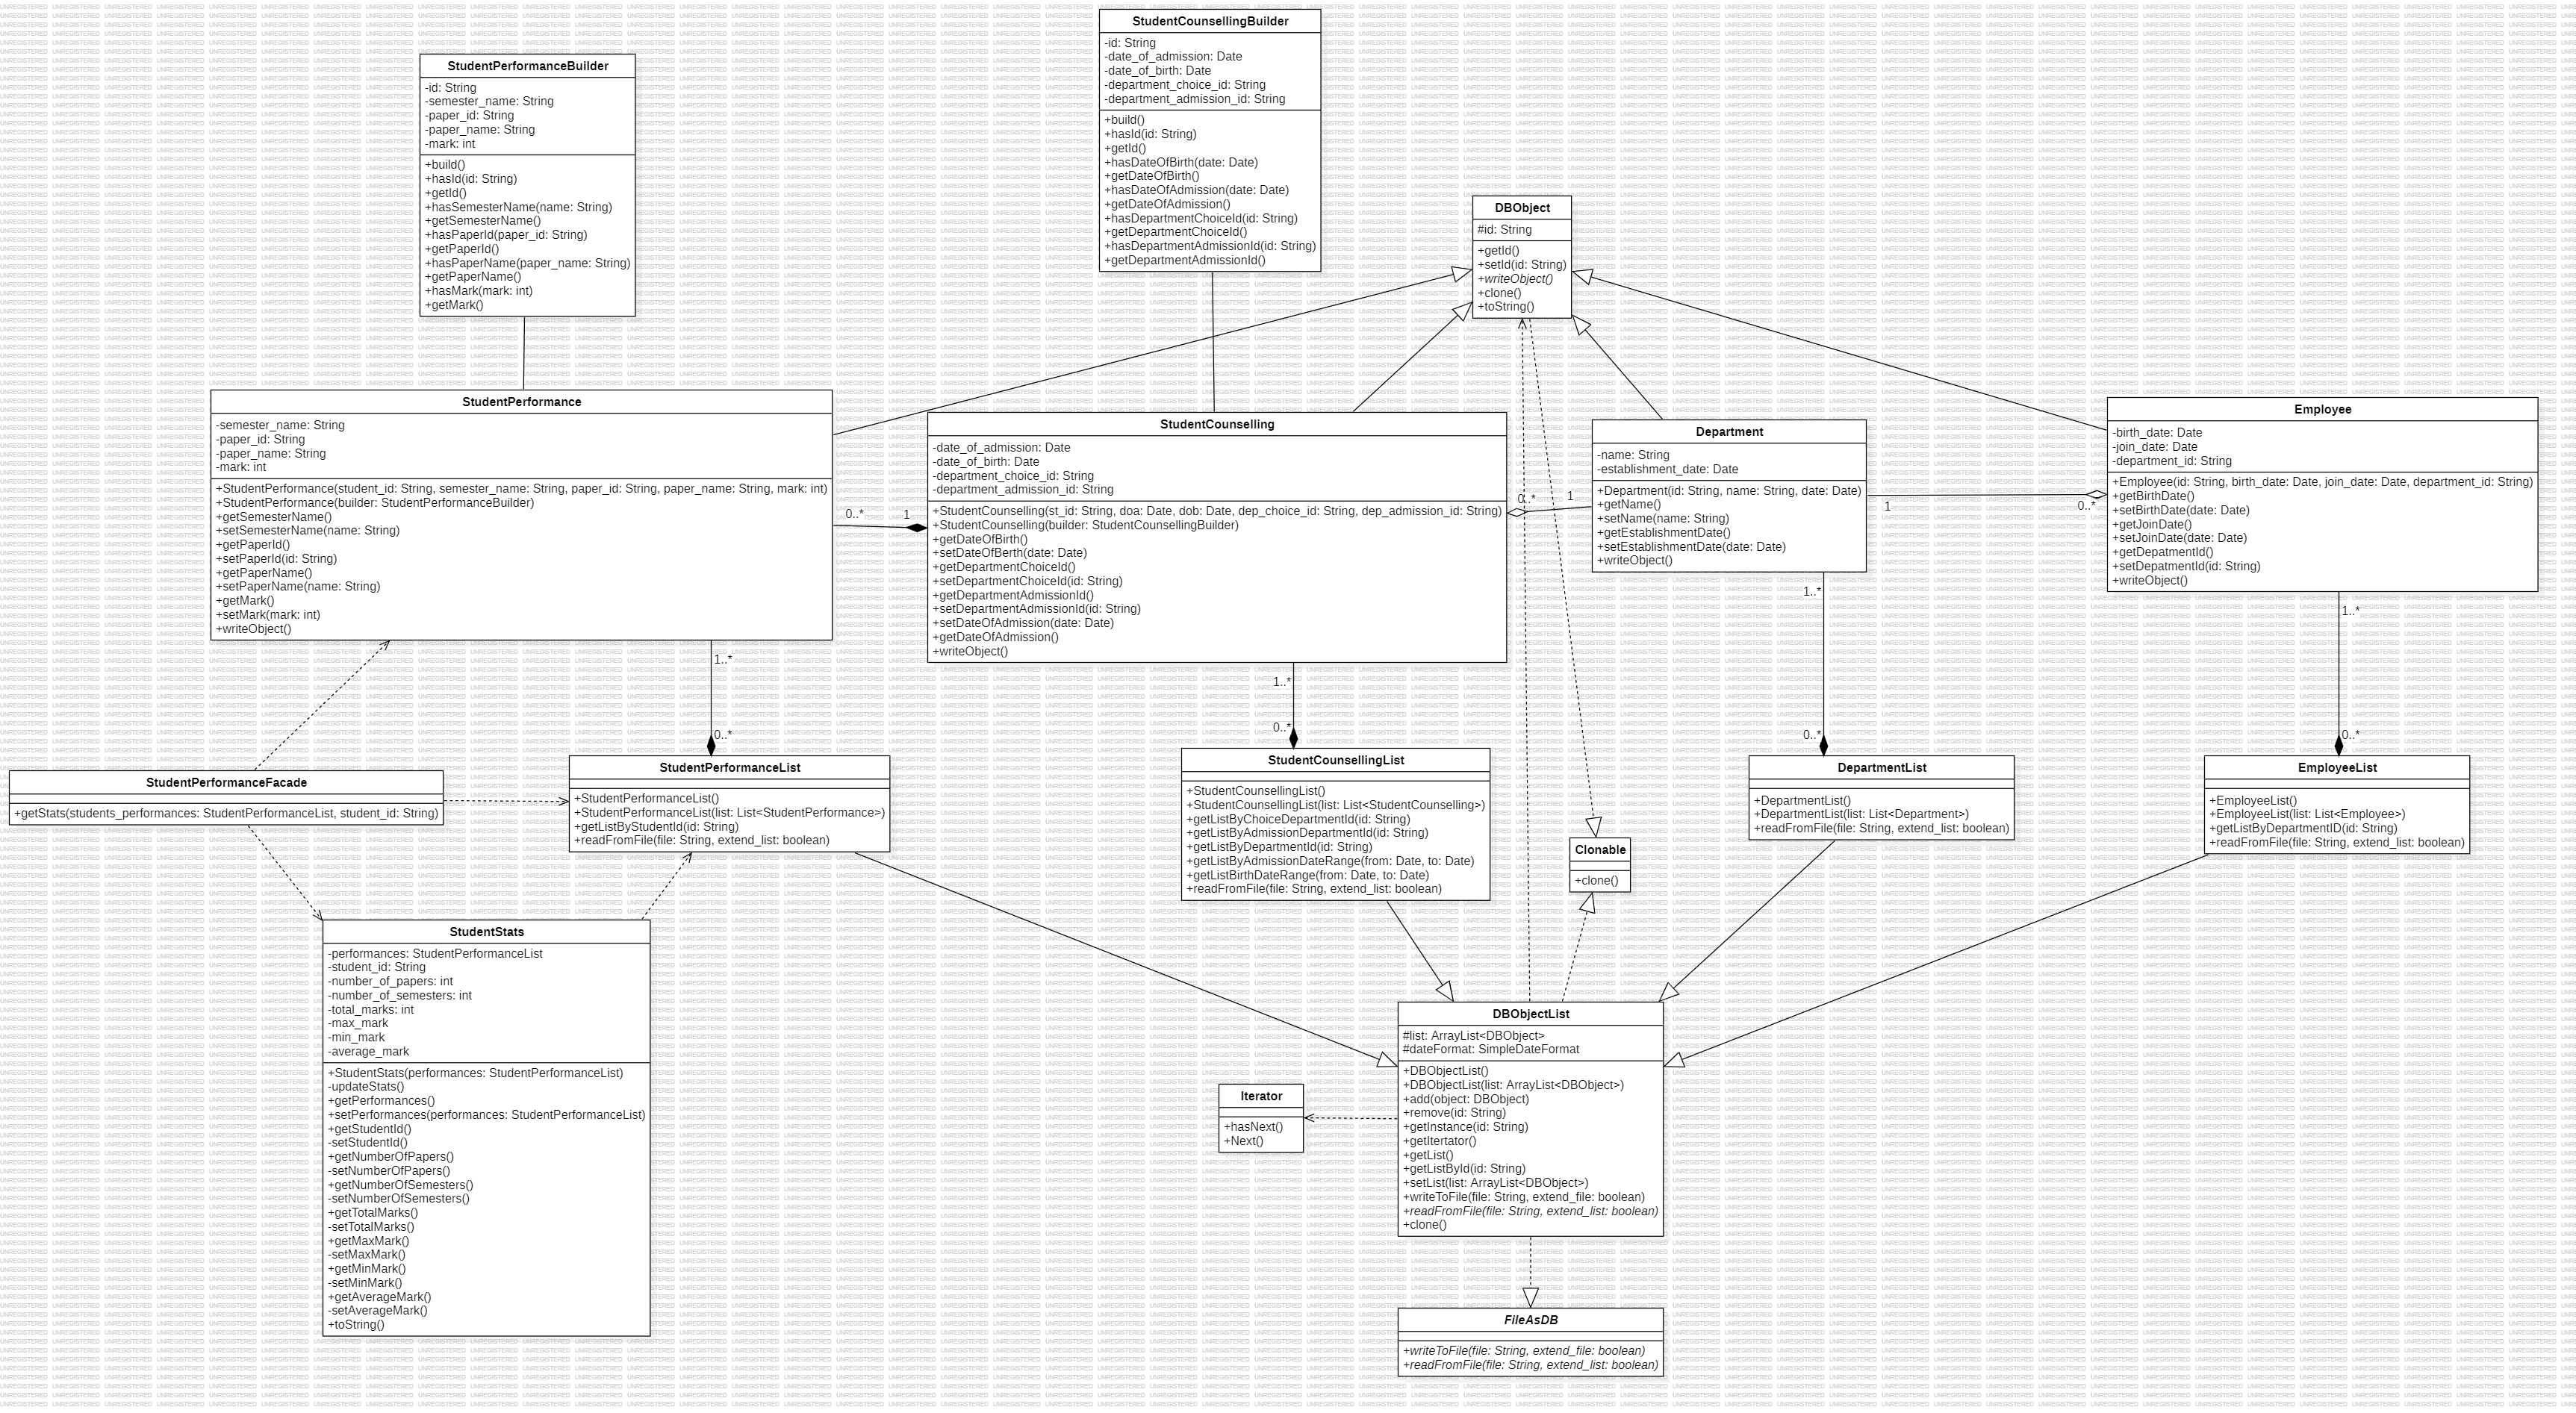 StudentCounsellingBuilder
-id: String
-date_of_admission: Date
-date_of_birth: Date
-department_choice_id: String
-department_admission_id: String
+build()
+hasId(id: String)
+getId()
+hasDateOfBirth(date: Date)
+getDateOfBirth()
+hasDateOfAdmission(date: Date)
+getDateOfAdmission()
+hasDepartmentChoiceId(id: String)
+getDepartmentChoiceId()
+hasDepartmentAdmissionId(id: String)
+getDepartmentAdmissionId()
StudentPerformanceBuilder
-id: String
-semester_name: String
-paper_id: String
-paper_name: String
-mark: int
+build()
+hasId(id: String)
+getId()
+hasSemesterName(name: String)
+getSemesterName()
+hasPaperId(paper_id: String)
+getPaperId()
+hasPaperName(paper_name: String)
+getPaperName()
+hasMark(mark: int)
+getMark()
DBObject
#id: String
+getId()
+setId(id: String)
+writeObject()
+clone()
+toString()
StudentPerformance
-semester_name: String
-paper_id: String
-paper_name: String
-mark: int
+StudentPerformance(student_id: String, semester_name: String, paper_id: String, paper_name: String, mark: int)
+StudentPerformance(builder: StudentPerformanceBuilder)
+getSemesterName()
+setSemesterName(name: String)
+getPaperId()
+setPaperId(id: String)
+getPaperName()
+setPaperName(name: String)
+getMark()
+setMark(mark: int)
+writeObject()
0..*
1
StudentCounselling
-date_of_admission: Date
-date_of_birth: Date
-department_choice_id: String
-department_admission_id: String
+StudentCounselling(st_id: String, doa: Date, dob: Date, dep_choice_id: String, dep_admission_id: String)
+StudentCounselling(builder: StudentCounsellingBuilder)
+getDateOfBirth()
+setDateOfBerth(date: Date)
+getDepartmentChoiceId()
+setDepartmentChoiceId(id: String)
+getDepartmentAdmissionId()
+setDepartmentAdmissionId(id: String)
+setDateOfAdmission(date: Date)
+getDateOfAdmission()
+writeObject()
0..*
1
Department
-name: String
-establishment_date: Date
+Department(id: String, name: String, date: Date)
+getName()
+setName(name: String)
+getEstablishmentDate()
+setEstablishmentDate(date: Date)
+writeObject()
1
0..*
Employee
-birth_date: Date
-join_date: Date
-department_id: String
+Employee(id: String, birth_date: Date, join_date: Date, department_id: String)
+getBirthDate()
+setBirthDate(date: Date)
+getJoinDate()
+setJoinDate(date: Date)
+getDepatmentId()
+setDepatmentId(id: String)
+writeObject()
1..*
0..*
1..*
0..*
1..*
0..*
1..*
0..*
StudentPerformanceFacade
+getStats(students_performances: StudentPerformanceList, student_id: String)
StudentPerformanceList
+StudentPerformanceList()
+StudentPerformanceList(list: List<StudentPerformance>)
+getListByStudentId(id: String)
+readFromFile(file: String, extend_list: boolean)
StudentCounsellingList
+StudentCounsellingList()
+StudentCounsellingList(list: List<StudentCounselling>)
+getListByChoiceDepartmentId(id: String)
+getListByAdmissionDepartmentId(id: String)
+getListByDepartmentId(id: String)
+getListByAdmissionDateRange(from: Date, to: Date)
+getListBirthDateRange(from: Date, to: Date)
+readFromFile(file: String, extend_list: boolean)
Clonable
+clone()
DepartmentList
+DepartmentList()
+DepartmentList(list: List<Department>)
+readFromFile(file: String, extend_list: boolean)
EmployeeList
+EmployeeList()
+EmployeeList(list: List<Employee>)
+getListByDepartmentID(id: String)
+readFromFile(file: String, extend_list: boolean)
StudentStats
-performances: StudentPerformanceList
-student_id: String
-number_of_papers: int
-number_of_semesters: int
-total_marks: int
-max_mark
-min_mark
-average_mark
+StudentStats(performances: StudentPerformanceList)
-updateStats()
+getPerformances()
+setPerformances(performances: StudentPerformanceList)
+getStudentId()
-setStudentId()
+getNumberOfPapers()
-setNumberOfPapers()
+getNumberOfSemesters()
-setNumberOfSemesters()
+getTotalMarks()
-setTotalMarks()
+getMaxMark()
-setMaxMark()
+getMinMark()
-setMinMark()
+getAverageMark()
-setAverageMark()
+toString()
Iterator
+hasNext()
+Next()
DBObjectList
#list: ArrayList<DBObject>
#dateFormat: SimpleDateFormat
+DBObjectList()
+DBObjectList(list: ArrayList<DBObject>)
+add(object: DBObject)
+remove(id: String)
+getInstance(id: String)
+getItertator()
+getList()
+getListById(id: String)
+setList(list: ArrayList<DBObject>)
+writeToFile(file: String, extend_file: boolean)
+readFromFile(file: String, extend_list: boolean)
+clone()
FileAsDB
+writeToFile(file: String, extend_file: boolean)
+readFromFile(file: String, extend_list: boolean)
UNREGISTERED